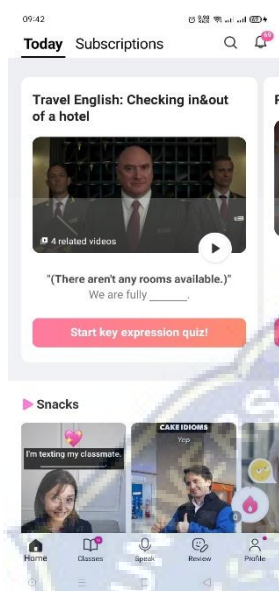 09:42
Today Subscriptions
Travel English: Checking in&out
of a hotel
4 related videos
"(There aren't any rooms available.)"
We are fully ______.
Start key expression quiz!
Snacks
I'm texting my classmate.
CAKE IDIOMS
Yep
Home Classes Speak Review Profile